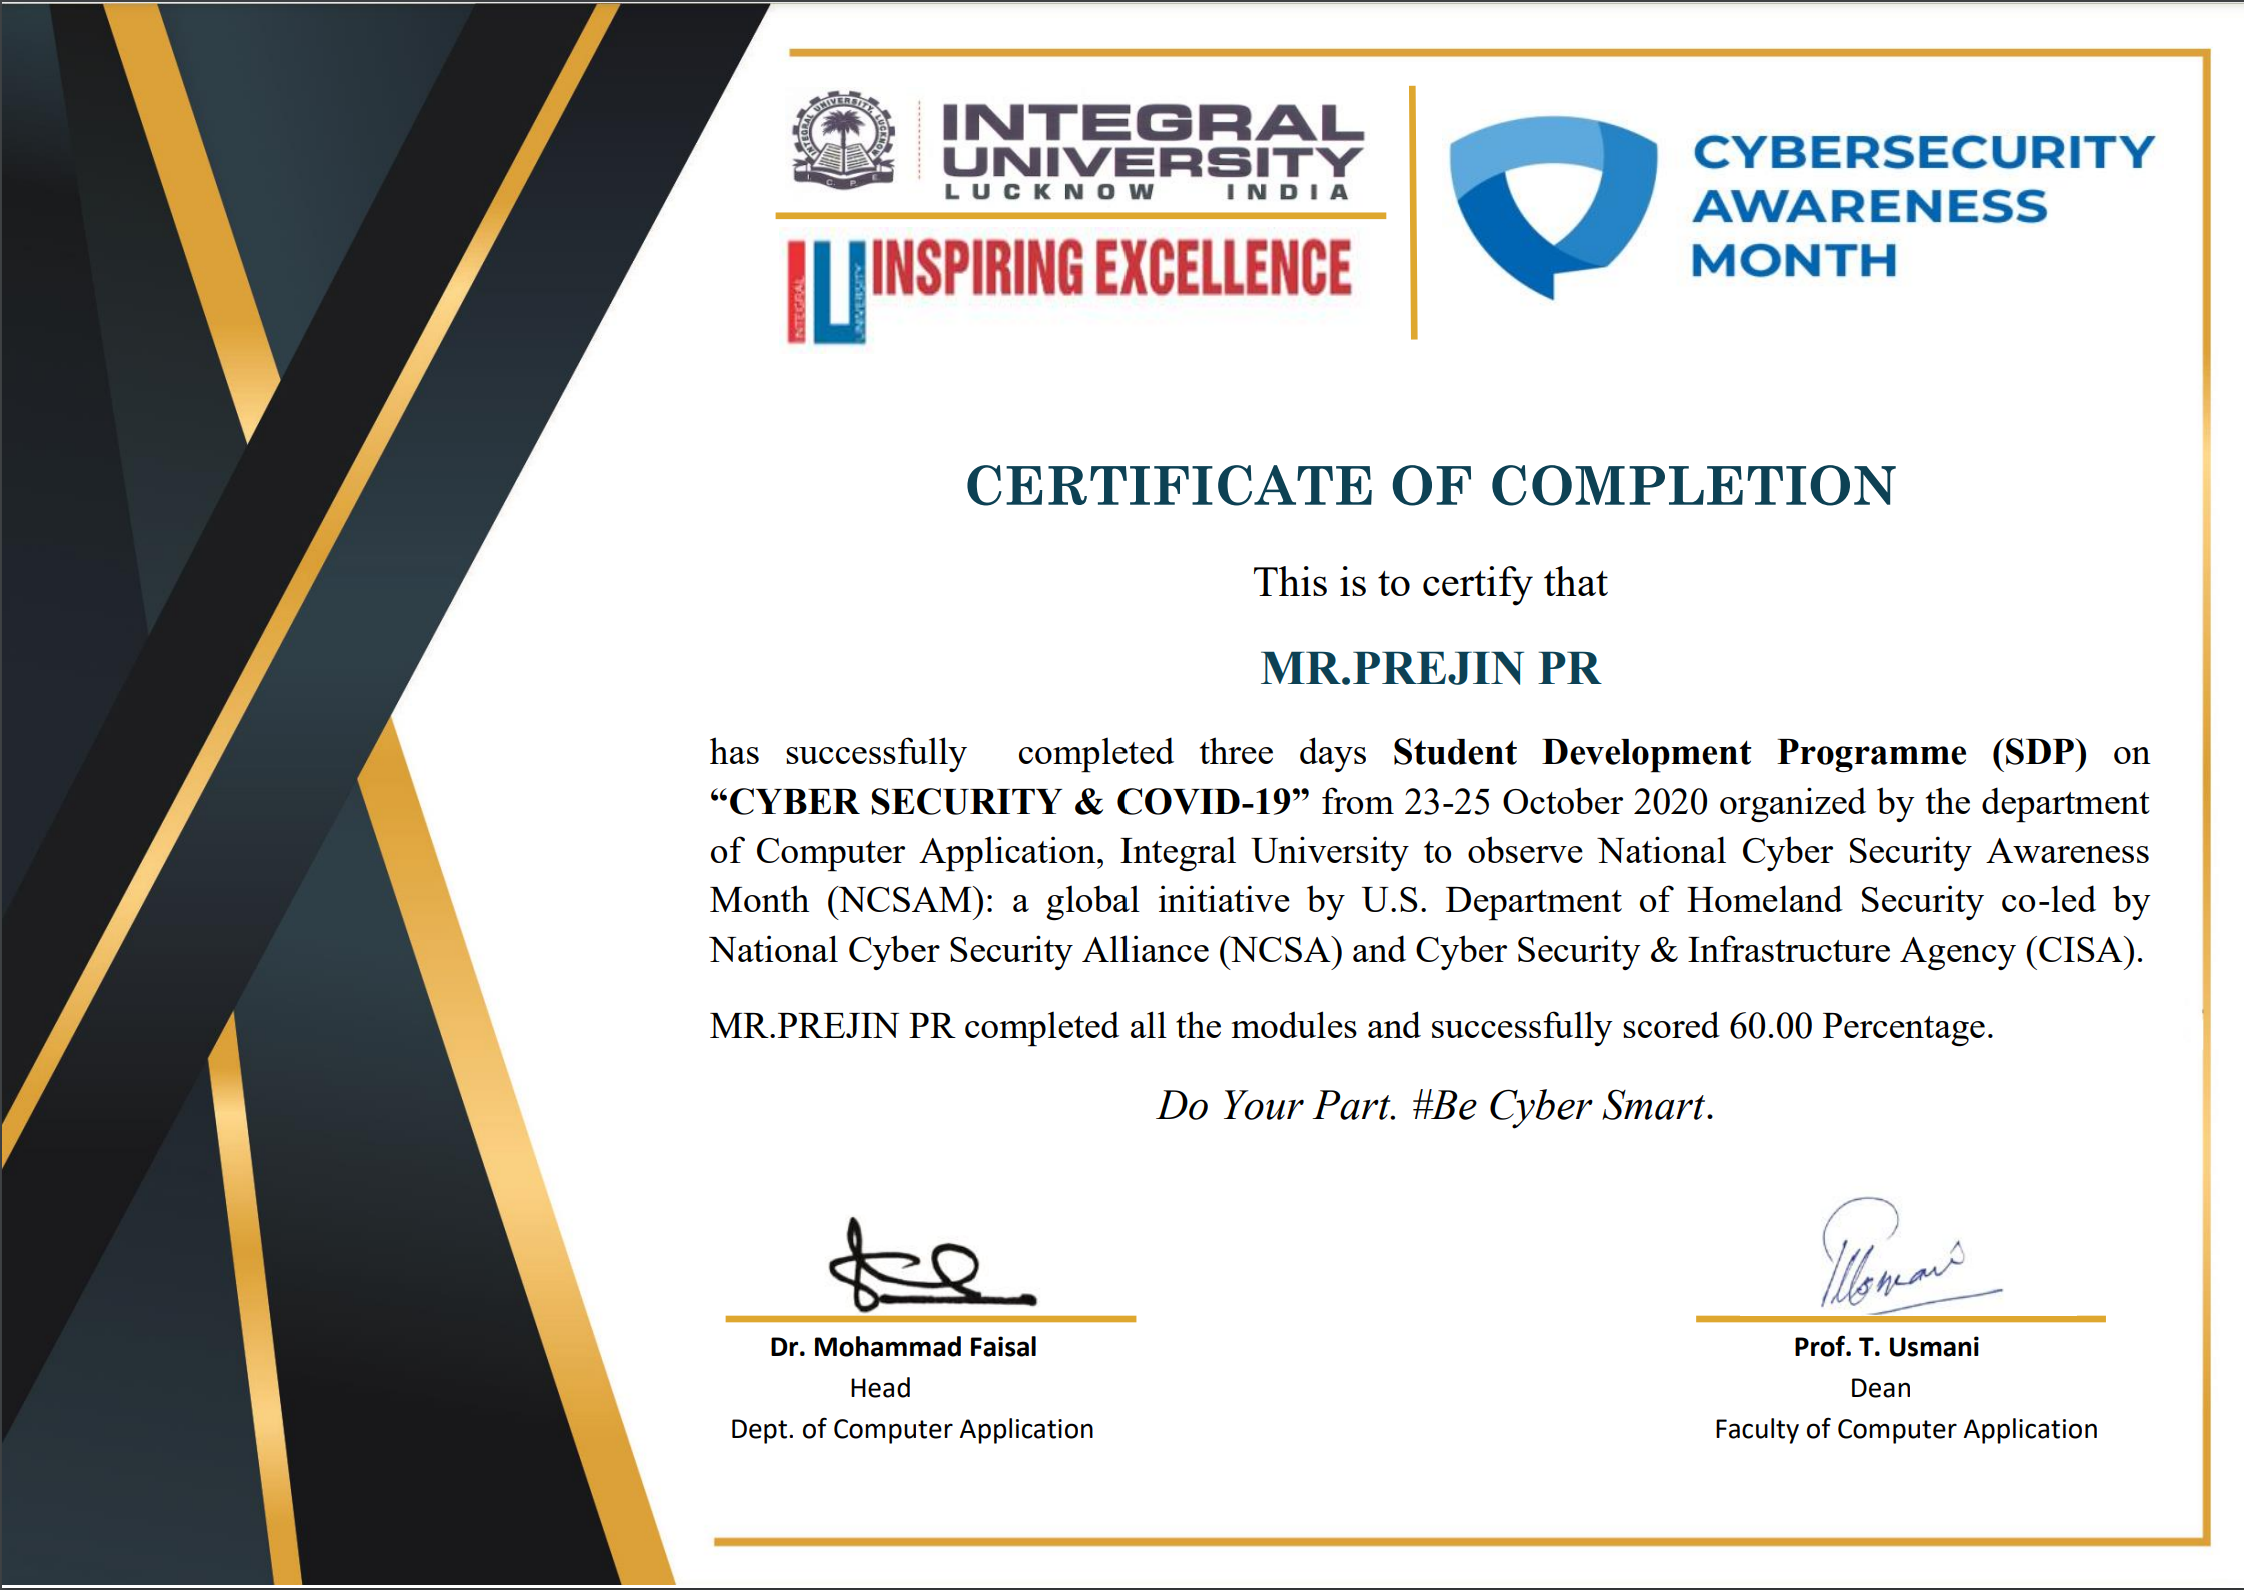 INTEGRAL UNIVERSITY, LUCKNOW
I. C. P. E.
INTEGRAL
UNIVERSITY
LUCKNOW INDIA
INTEGRAL
UNIVERSITY
INSPIRING EXCELLENCE
CYBERSECURITY
AWARENESS
MONTH
CERTIFICATE OF COMPLETION
This is to certify that
MR.PREJIN PR
has successfully completed three days Student Development Programme (SDP) on
“CYBER SECURITY & COVID-19” from 23-25 October 2020 organized by the department
of Computer Application, Integral University to observe National Cyber Security Awareness
Month (NCSAM): a global initiative by U.S. Department of Homeland Security co-led by
National Cyber Security Alliance (NCSA) and Cyber Security & Infrastructure Agency (CISA).
MR.PREJIN PR completed all the modules and successfully scored 60.00 Percentage.
Do Your Part. #Be Cyber Smart.
Dr. Mohammad Faisal
Head
Dept. of Computer Application
Prof. T. Usmani
Dean
Faculty of Computer Application